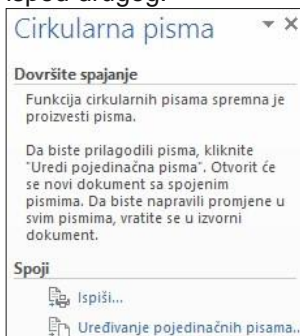 ispod drugog.
Cirkularna pisma
Dovršite spajanje
Funkcija cirkularnih pisama spremna je
proizvesti pisma.
Da biste prilagodili pisma, kliknite
"Uredi pojedinačna pisma". Otvorit će
se novi dokument sa spojenim
pismima. Da biste napravili promjene u
svim pismima, vratite se u izvorni
dokument.
Spoji
Ispiši...
Uređivanje pojedinačnih pisama...